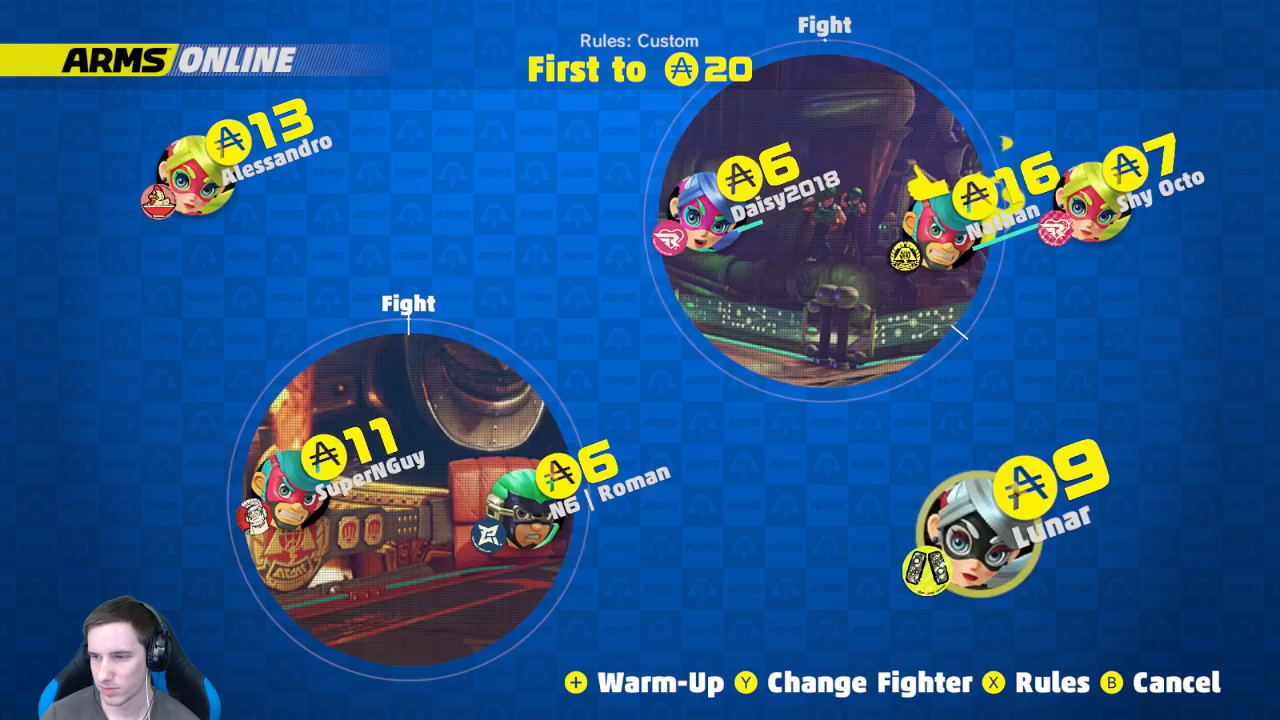 ARMS ONLINE
Rules: Custom
First to 20
Fight
13
Alessandro
6
Daisy2018
16
Nathan
7
Shy Octo
Fight
11
SuperNGuy
6
N6 | Roman
9
Lunar
+ Warm-Up Y Change Fighter X Rules B Cancel